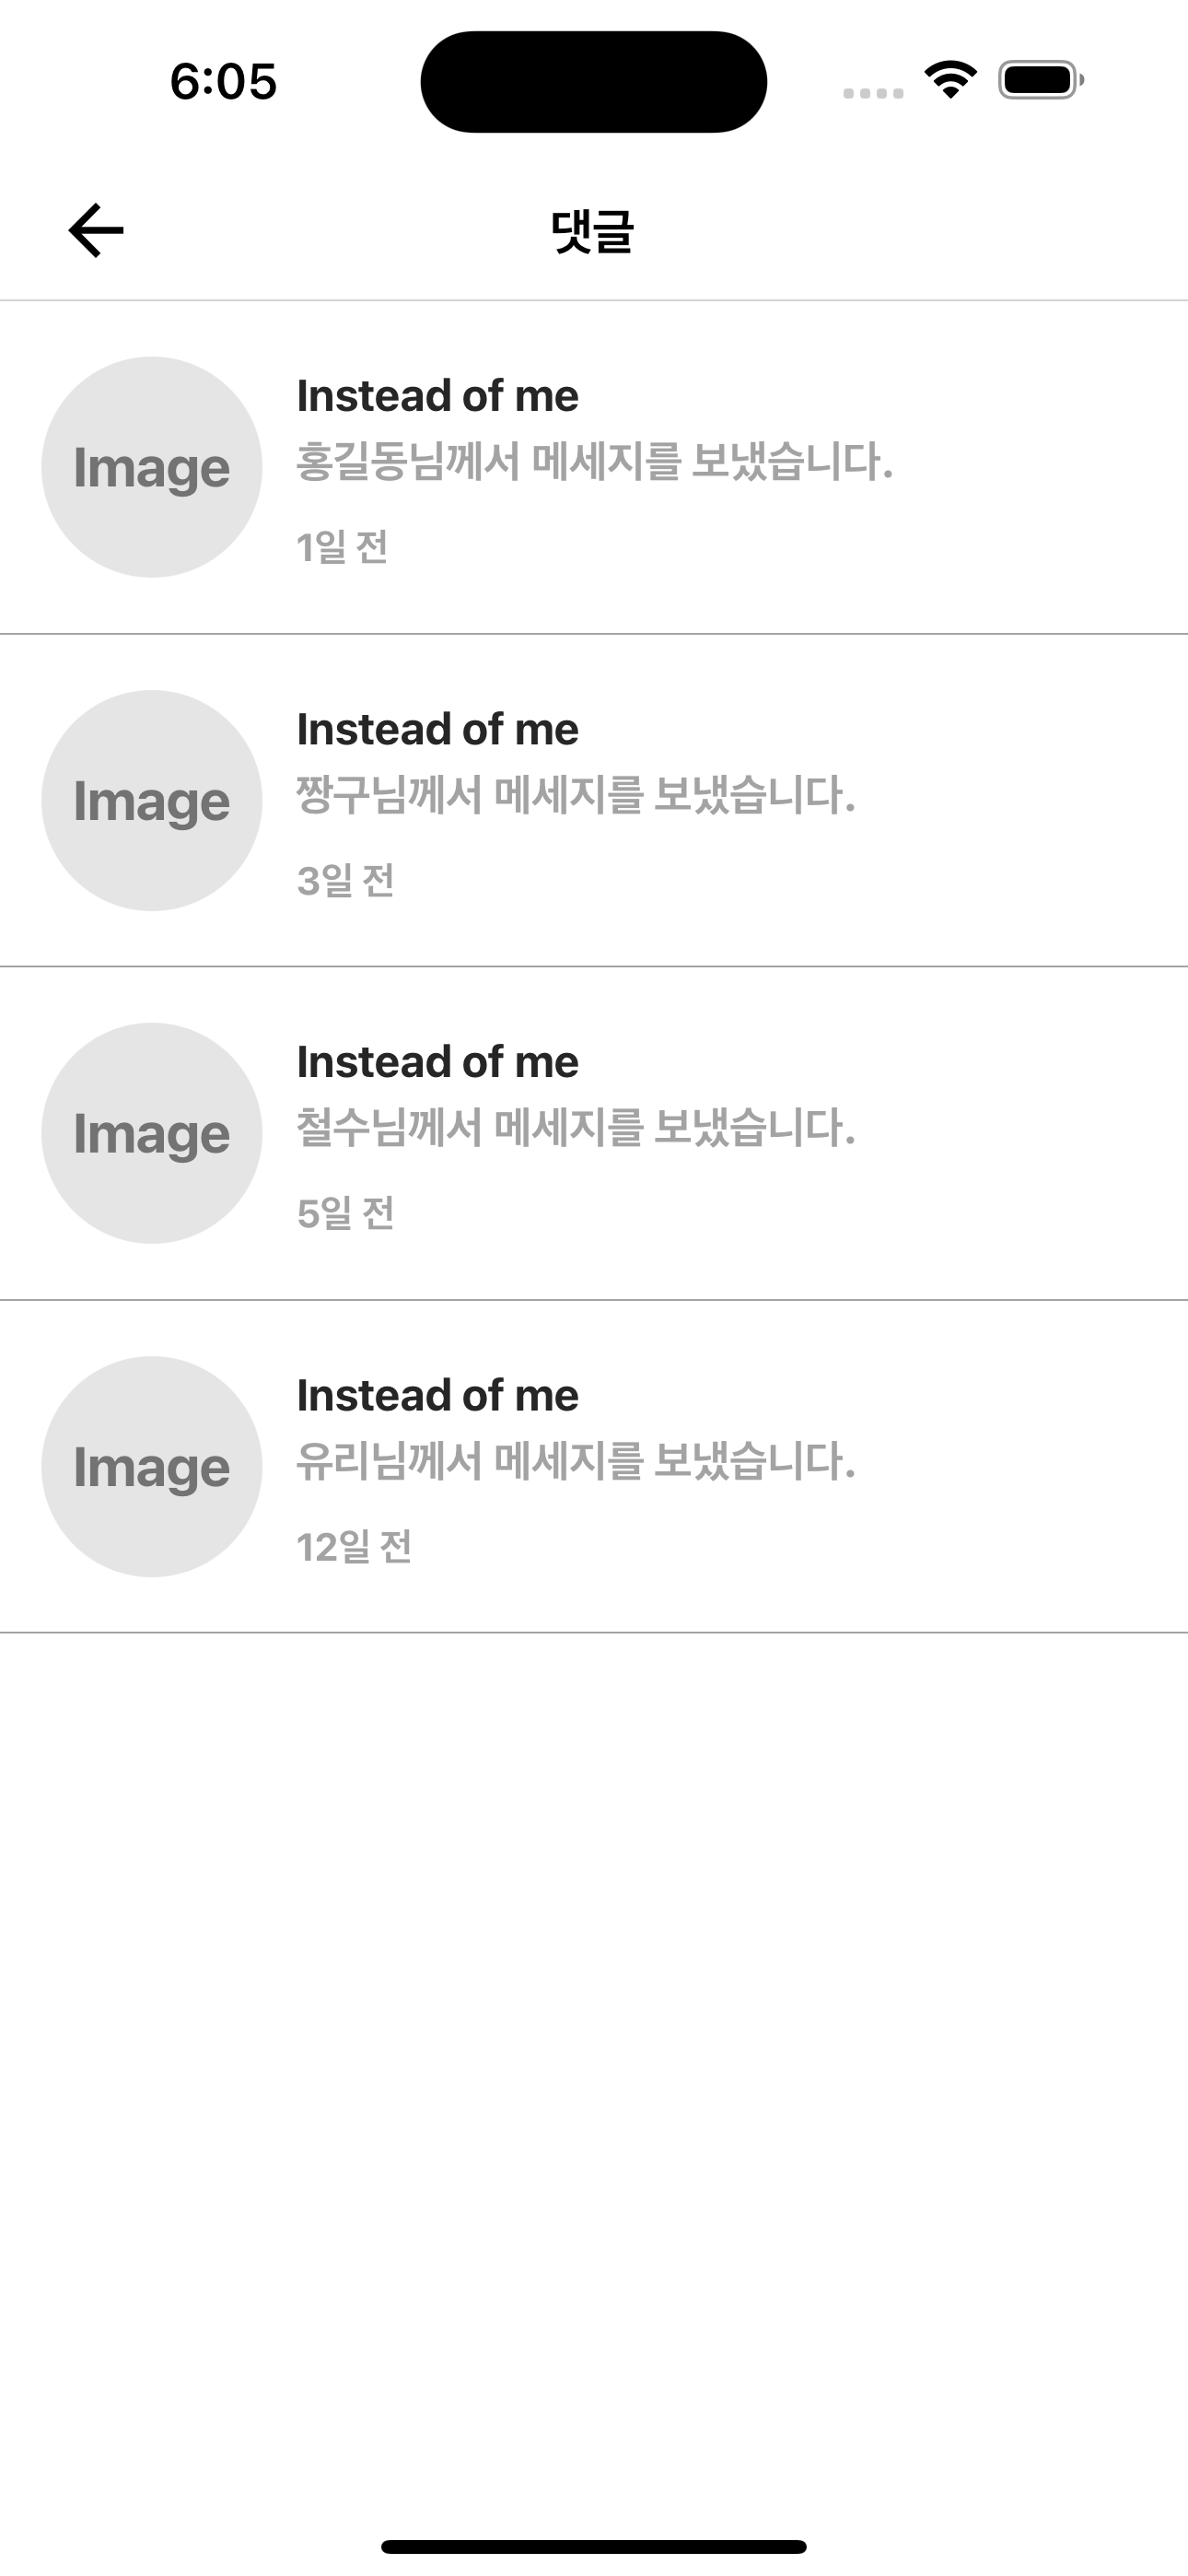 6:05
댓글
Image
Instead of me
홍길동님께서 메세지를 보냈습니다.
1일 전
Image
Instead of me
짱구님께서 메세지를 보냈습니다.
3일 전
Image
Instead of me
철수님께서 메세지를 보냈습니다.
5일 전
Image
Instead of me
유리님께서 메세지를 보냈습니다.
12일 전